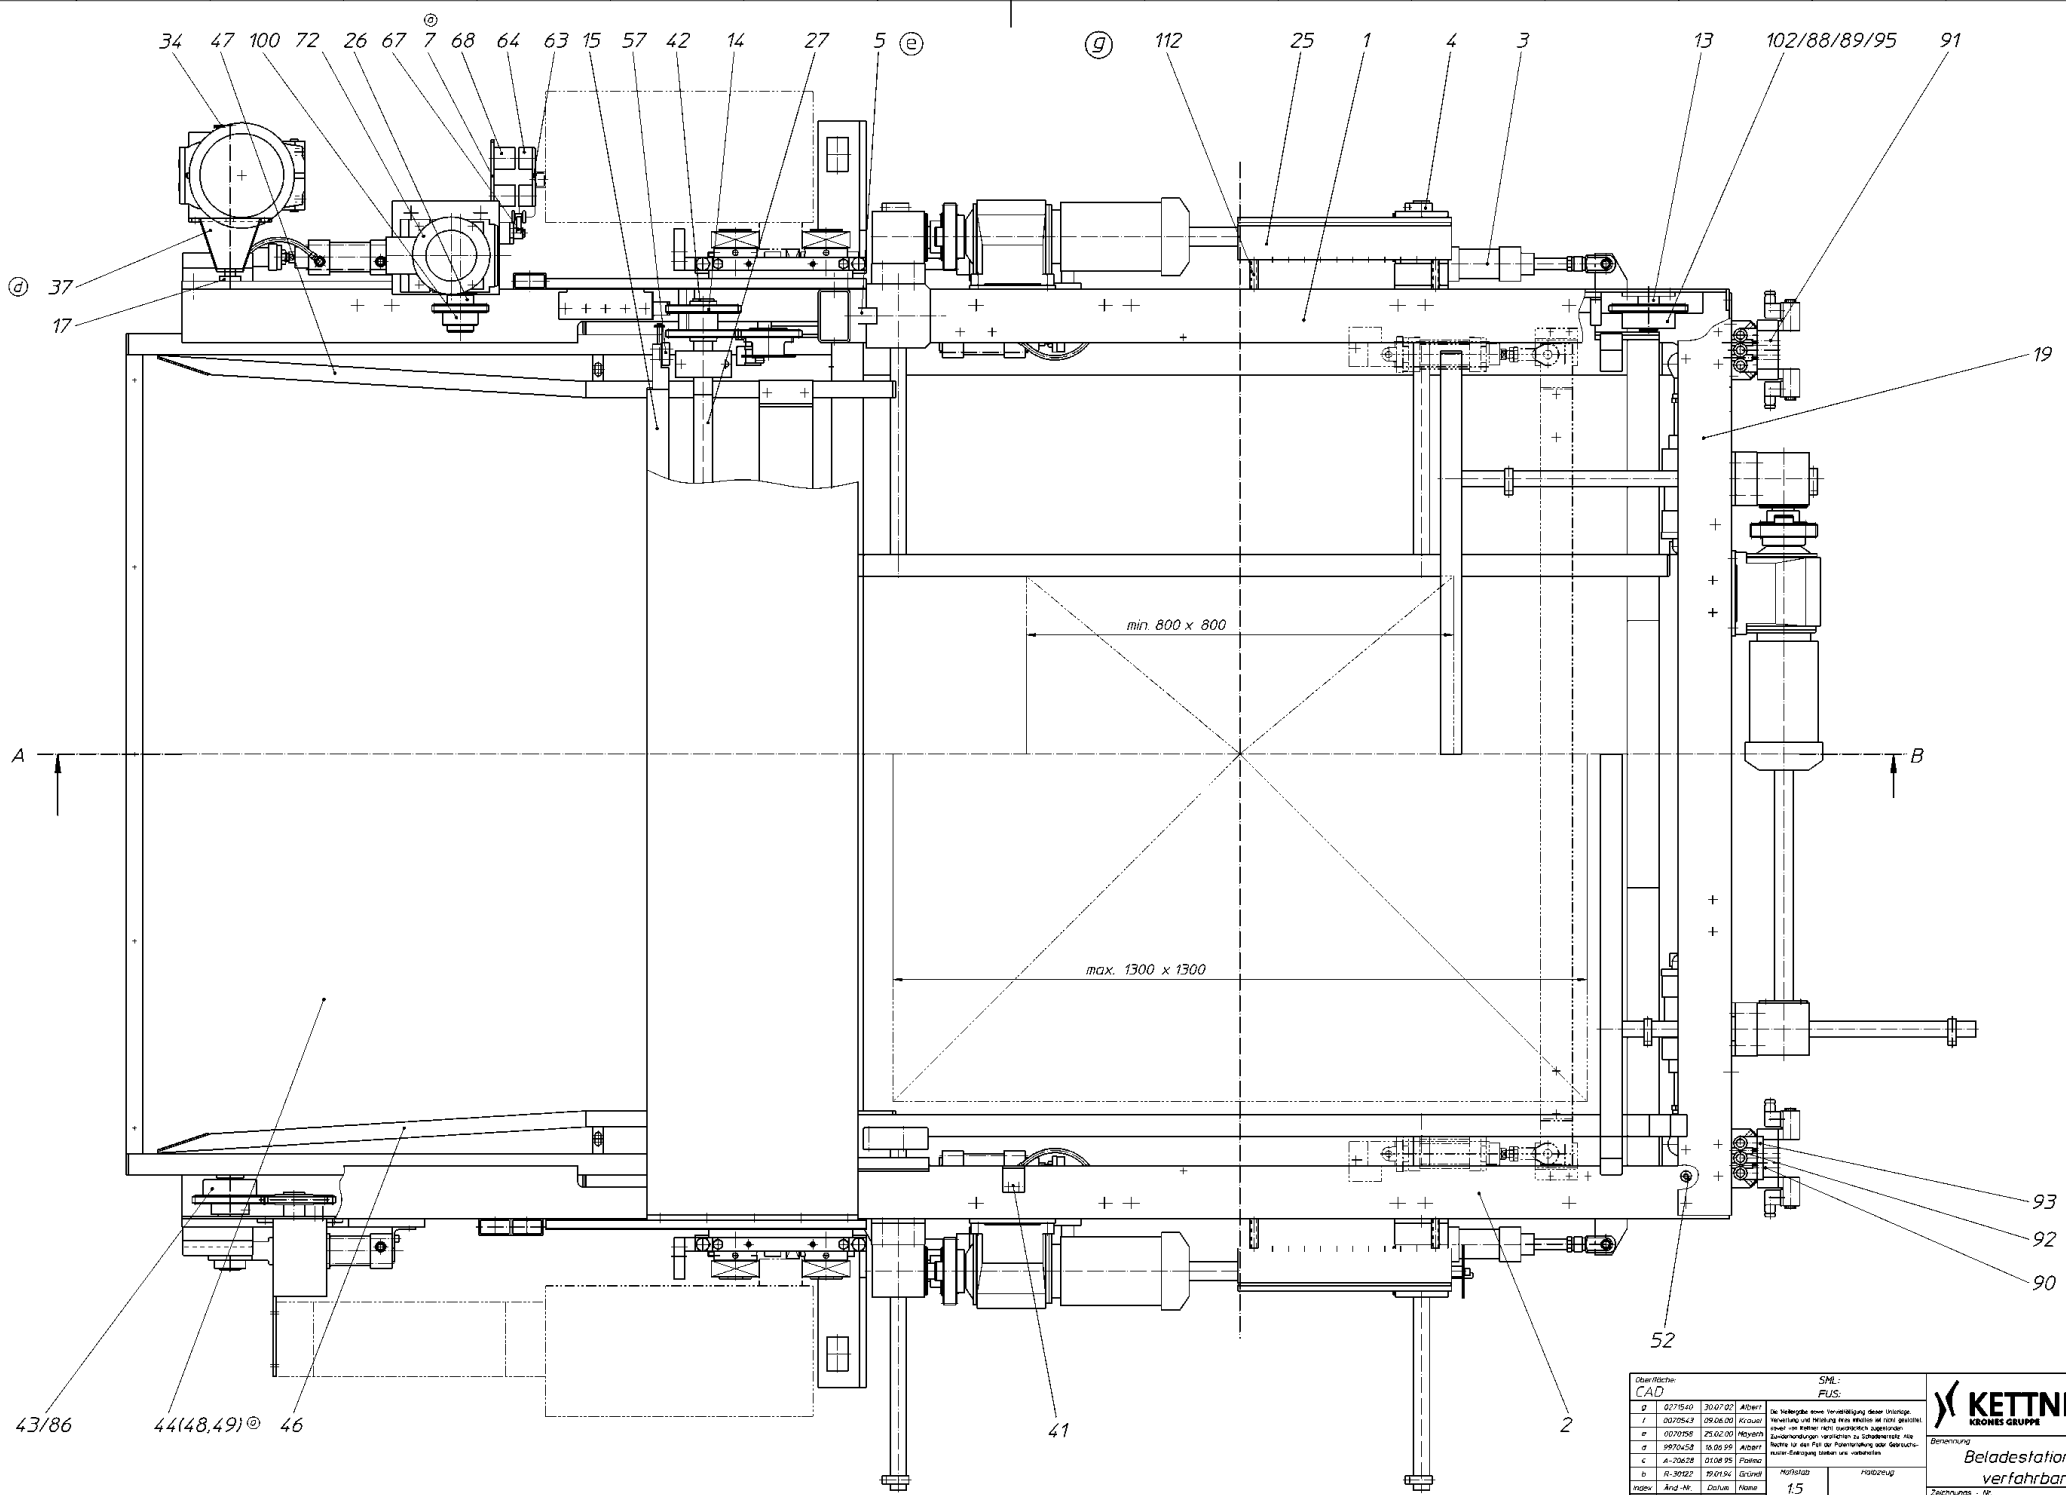 ⓐ
34 47 100 72 26 67 7 68 64 63 15 57 42 14 27 5 ⓔ ⓖ 112 25 1 4 3 13 102/88/89/95 91
ⓓ 37
17
19
min. 800 x 800
A B
max. 1300 x 1300
93
92
90
52
43/86 44(48,49) 46 41 2
Oberfläche: SML:
CAD FUS:
g 0271540 30.07.02 Albert
f 0070543 09.06.00
e 0070158 25.02.00
d 9970458 16.06.99 Albert
c A-70628 01.08.95
b R-30122 19.01.94 Gründl
Index Änd.-Nr. Datum Name
Maßstab Halbzeug
1:5
KETTN
KRONES GRUPPE
Benennung
Beladestation
verfahrbar
Zeichnungs - Nr.